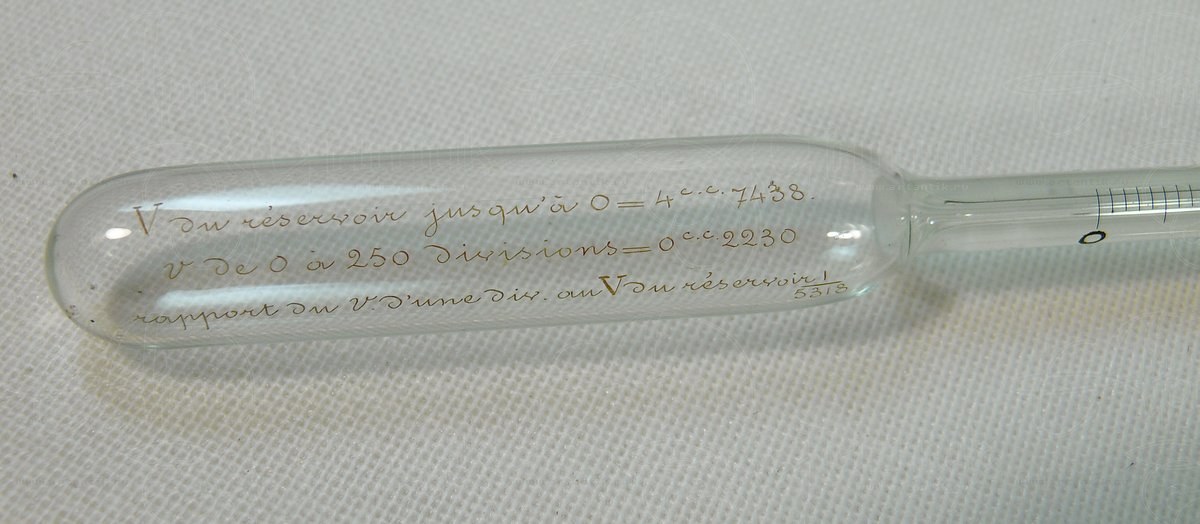 V du réservoir jusqu'à 0 = 4c.c.7438.
v de 0 à 250 divisions = 0c.c.2230
rapport du v. d'une div. au V du réservoir 1/5318
0